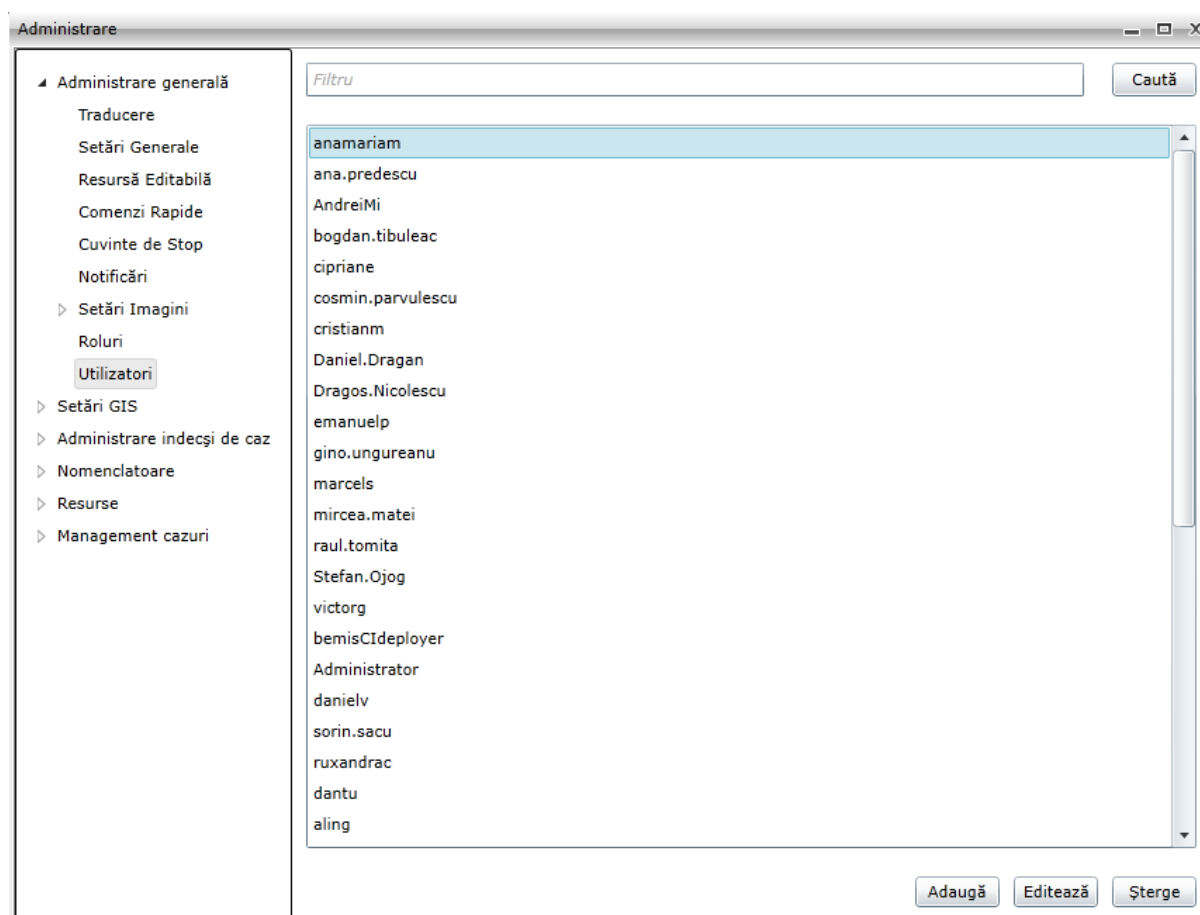 Administrare
Administrare generală
Traducere
Setări Generale
Resursă Editabilă
Comenzi Rapide
Cuvinte de Stop
Notificări
Setări Imagini
Roluri
Utilizatori
Setări GIS
Administrare indecşi de caz
Nomenclatoare
Resurse
Management cazuri
Filtru
Caută
anamariam
ana.predescu
AndreiMi
bogdan.tibuleac
cipriane
cosmin.parvulescu
cristianm
Daniel.Dragan
Dragos.Nicolescu
emanuelp
gino.ungureanu
marcels
mircea.matei
raul.tomita
Stefan.Ojog
victorg
bemisCIdeployer
Administrator
danielv
sorin.sacu
ruxandrac
dantu
aling
Adaugă
Editează
Șterge